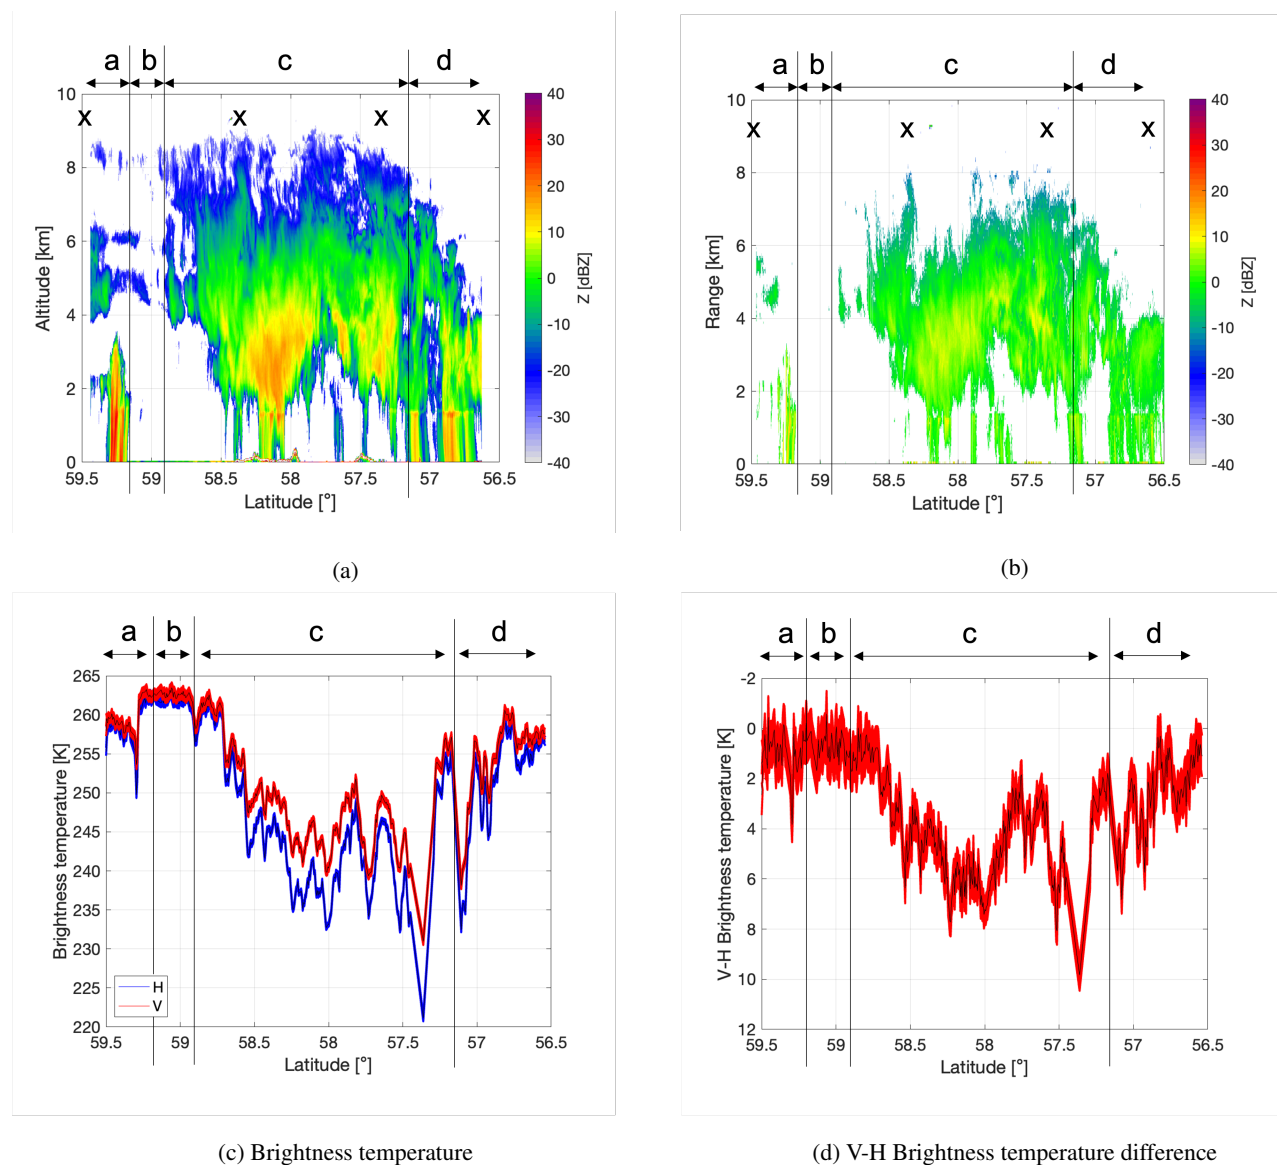 a b c d
x x x x
10
8
6
4
2
0
Altitude [km]
59.5 59 58.5 58 57.5 57 56.5
Latitude [°]
40
30
20
10
0
-10
-20
-30
-40
Z [dBZ]
(a)
a b c d
x x x x
10
8
6
4
2
0
Range [km]
59.5 59 58.5 58 57.5 57 56.5
Latitude [°]
40
30
20
10
0
-10
-20
-30
-40
Z [dBZ]
(b)
a b c d
265
260
255
250
245
240
235
230
225
220
Brightness temperature [K]
H
V
59.5 59 58.5 58 57.5 57 56.5
Latitude [°]
(c) Brightness temperature
a b c d
-2
0
2
4
6
8
10
12
V-H Brightness temperature [K]
59.5 59 58.5 58 57.5 57 56.5
Latitude [°]
(d) V-H Brightness temperature difference